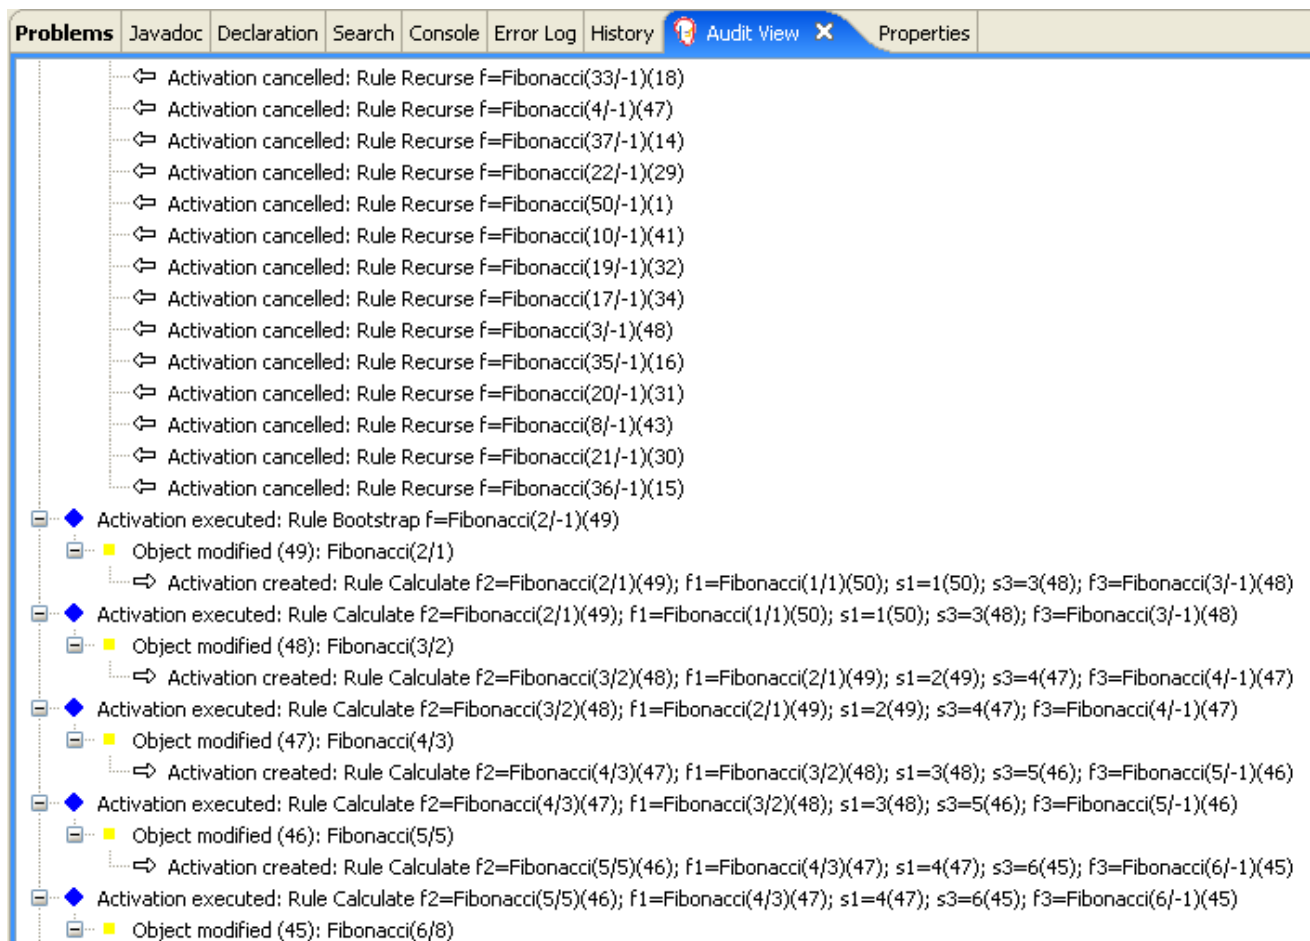 Problems Javadoc Declaration Search Console Error Log History Audit View Properties
Activation cancelled: Rule Recurse f=Fibonacci(33/-1)(18)
Activation cancelled: Rule Recurse f=Fibonacci(4/-1)(47)
Activation cancelled: Rule Recurse f=Fibonacci(37/-1)(14)
Activation cancelled: Rule Recurse f=Fibonacci(22/-1)(29)
Activation cancelled: Rule Recurse f=Fibonacci(50/-1)(1)
Activation cancelled: Rule Recurse f=Fibonacci(10/-1)(41)
Activation cancelled: Rule Recurse f=Fibonacci(19/-1)(32)
Activation cancelled: Rule Recurse f=Fibonacci(17/-1)(34)
Activation cancelled: Rule Recurse f=Fibonacci(3/-1)(48)
Activation cancelled: Rule Recurse f=Fibonacci(35/-1)(16)
Activation cancelled: Rule Recurse f=Fibonacci(20/-1)(31)
Activation cancelled: Rule Recurse f=Fibonacci(8/-1)(43)
Activation cancelled: Rule Recurse f=Fibonacci(21/-1)(30)
Activation cancelled: Rule Recurse f=Fibonacci(36/-1)(15)
Activation executed: Rule Bootstrap f=Fibonacci(2/-1)(49)
Object modified (49): Fibonacci(2/1)
Activation created: Rule Calculate f2=Fibonacci(2/1)(49); f1=Fibonacci(1/1)(50); s1=1(50); s3=3(48); f3=Fibonacci(3/-1)(48)
Activation executed: Rule Calculate f2=Fibonacci(2/1)(49); f1=Fibonacci(1/1)(50); s1=1(50); s3=3(48); f3=Fibonacci(3/-1)(48)
Object modified (48): Fibonacci(3/2)
Activation created: Rule Calculate f2=Fibonacci(3/2)(48); f1=Fibonacci(2/1)(49); s1=2(49); s3=4(47); f3=Fibonacci(4/-1)(47)
Activation executed: Rule Calculate f2=Fibonacci(3/2)(48); f1=Fibonacci(2/1)(49); s1=2(49); s3=4(47); f3=Fibonacci(4/-1)(47)
Object modified (47): Fibonacci(4/3)
Activation created: Rule Calculate f2=Fibonacci(4/3)(47); f1=Fibonacci(3/2)(48); s1=3(48); s3=5(46); f3=Fibonacci(5/-1)(46)
Activation executed: Rule Calculate f2=Fibonacci(4/3)(47); f1=Fibonacci(3/2)(48); s1=3(48); s3=5(46); f3=Fibonacci(5/-1)(46)
Object modified (46): Fibonacci(5/5)
Activation created: Rule Calculate f2=Fibonacci(5/5)(46); f1=Fibonacci(4/3)(47); s1=4(47); s3=6(45); f3=Fibonacci(6/-1)(45)
Activation executed: Rule Calculate f2=Fibonacci(5/5)(46); f1=Fibonacci(4/3)(47); s1=4(47); s3=6(45); f3=Fibonacci(6/-1)(45)
Object modified (45): Fibonacci(6/8)